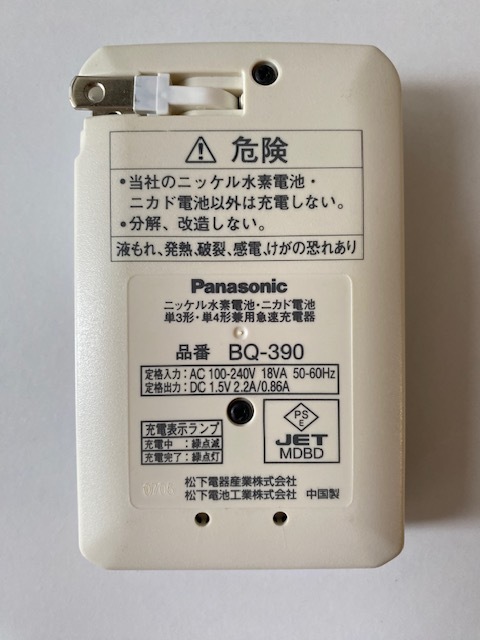 ⚠ 危険
•当社のニッケル水素電池・
ニカド電池以外は充電しない。
•分解、改造しない。
液もれ、発熱、破裂、感電、けがの恐れあり
Panasonic
ニッケル水素電池・ニカド電池
単3形・単4形兼用急速充電器
品番 BQ-390
定格入力：AC 100-240V 18VA 50-60Hz
定格出力：DC 1.5V 2.2A/0.86A
充電表示ランプ
充電中：緑点滅
充電完了：緑点灯
PS
E
JET
MDBD
松下電器産業株式会社
松下電池工業株式会社 中国製